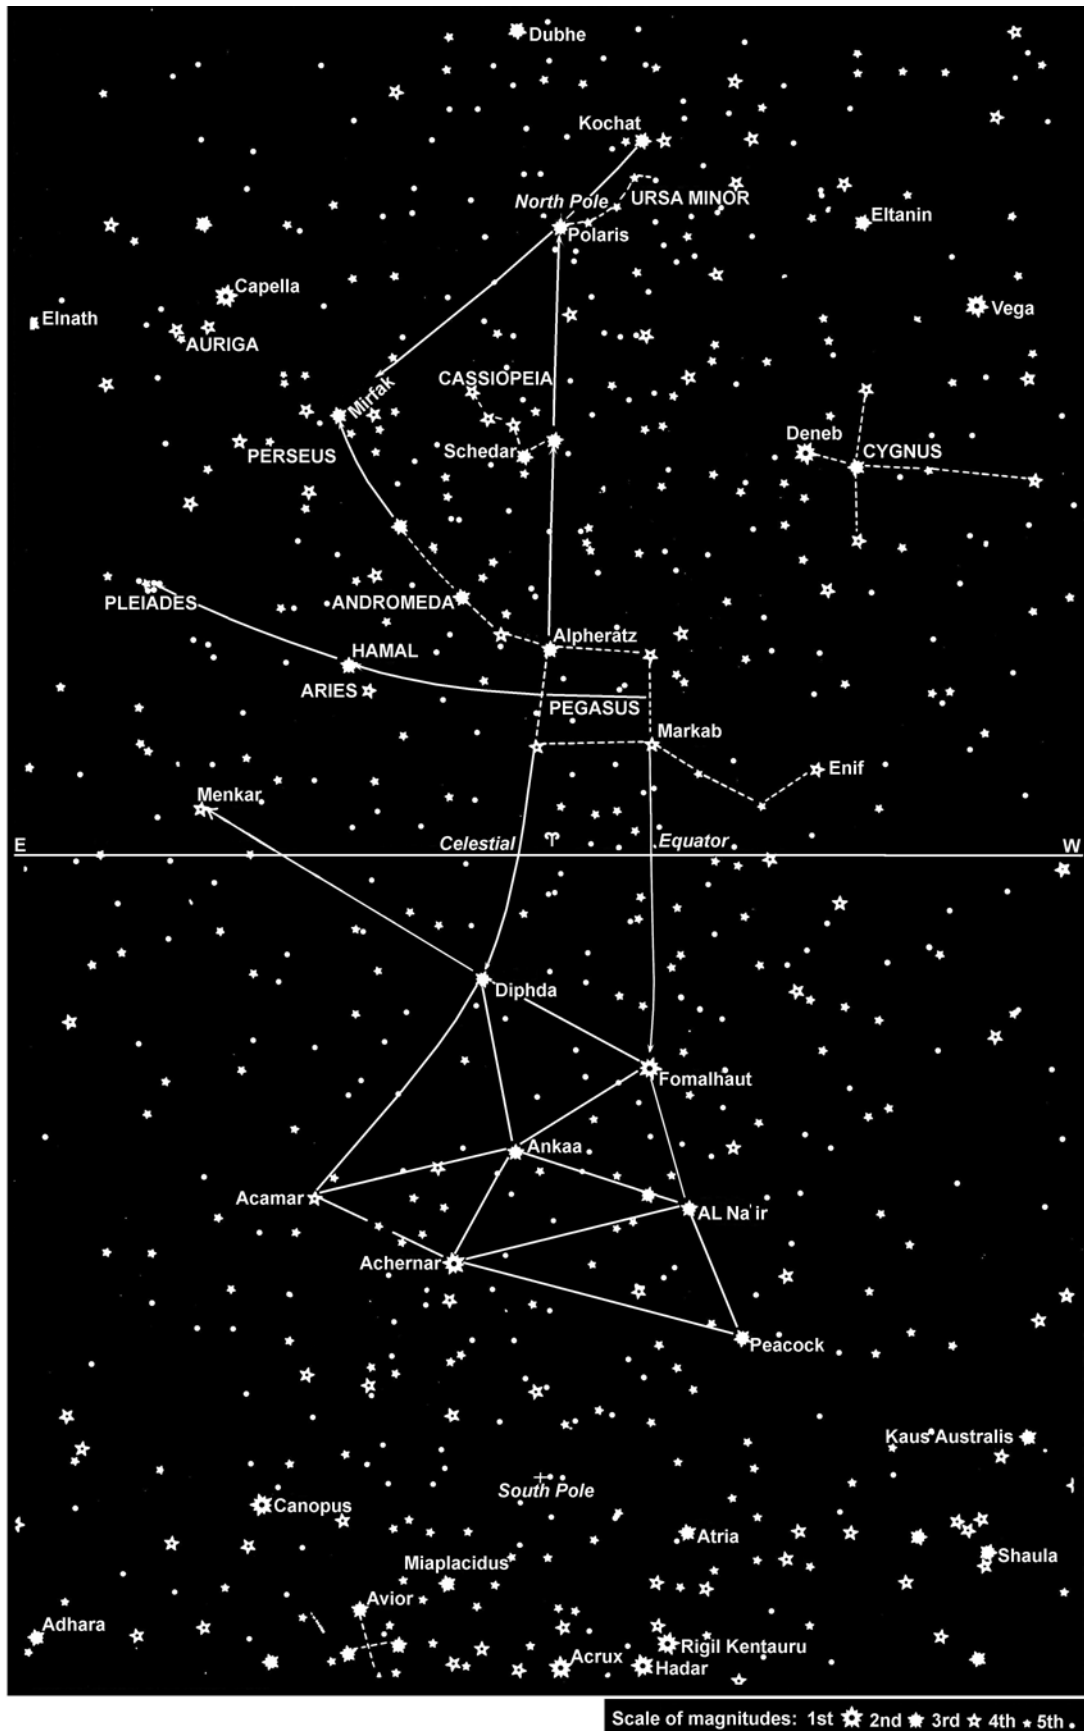 Dubhe
Kochat
North Pole
URSA MINOR
Polaris
Eltanin
Capella
Elnath
Vega
AURIGA
CASSIOPEIA
Mirfak
Deneb
PERSEUS
Schedar
CYGNUS
PLEIADES
ANDROMEDA
Alpheratz
HAMAL
ARIES
PEGASUS
Markab
Enif
Menkar
E
Celestial
♈
Equator
W
Diphda
Fomalhaut
Ankaa
Acamar
AL Na'ir
Achernar
Peacock
Kaus Australis
South Pole
Canopus
Atria
Shaula
Miaplacidus
Avior
Adhara
Rigil Kentauru
Acrux
Hadar
Scale of magnitudes: 1st 2nd 3rd 4th 5th